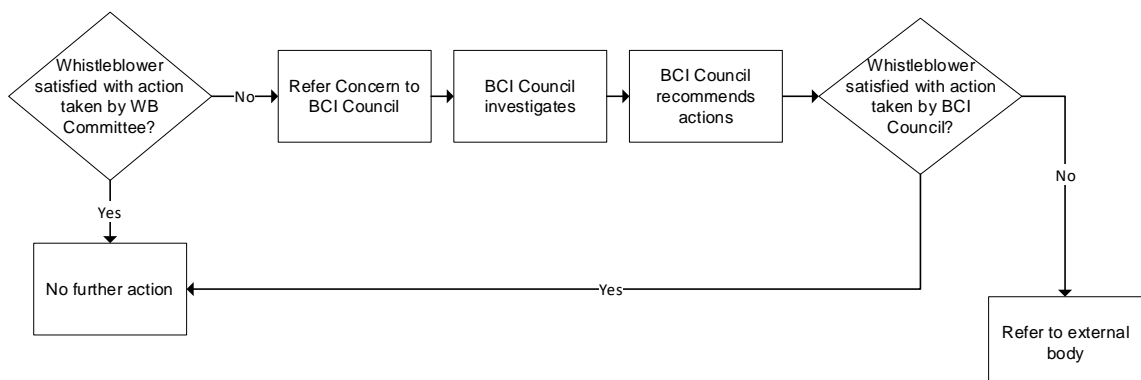 Whistleblower
satisfied with action
taken by WB
Committee?
No
Refer Concern to
BCI Council
BCI Council
investigates
BCI Council
recommends
actions
Whistleblower
satisfied with action
taken by BCI
Council?
No
Yes
No further action
Yes
Refer to external
body